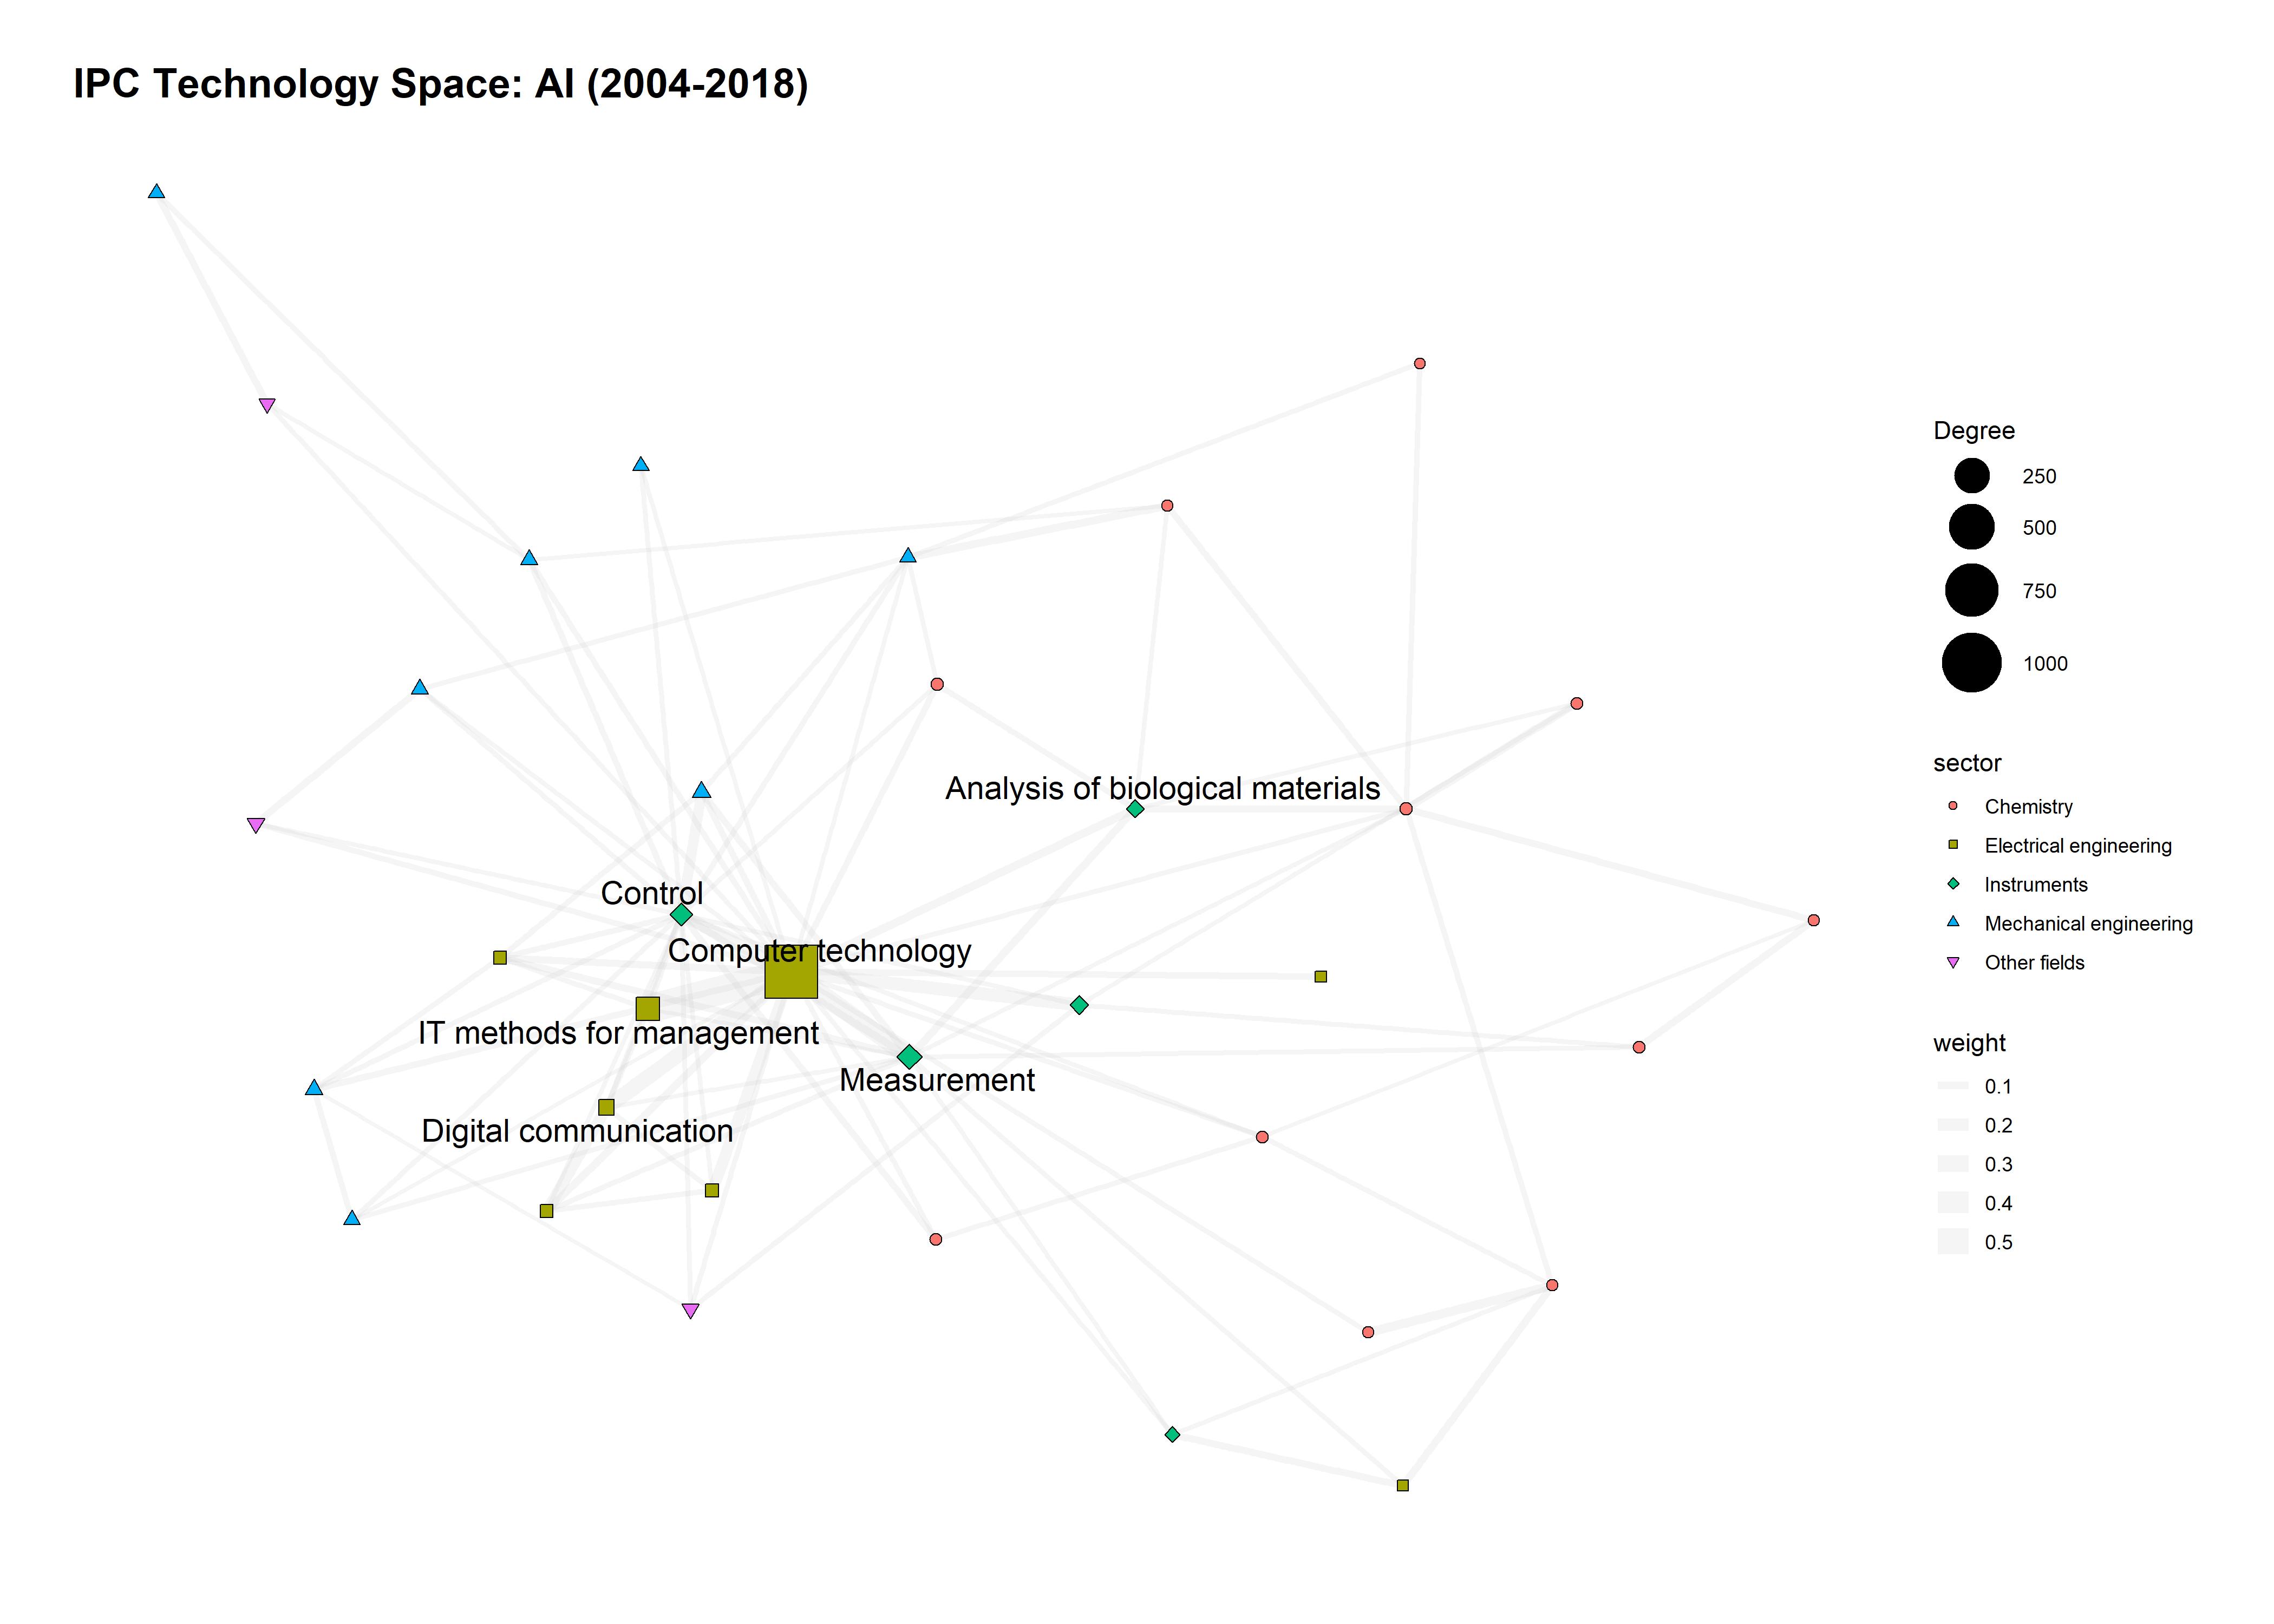 IPC Technology Space: AI (2004-2018)
Analysis of biological materials
Control
Computer technology
IT methods for management
Measurement
Digital communication
Degree
250
500
750
1000
sector
Chemistry
Electrical engineering
Instruments
Mechanical engineering
Other fields
weight
0.1
0.2
0.3
0.4
0.5